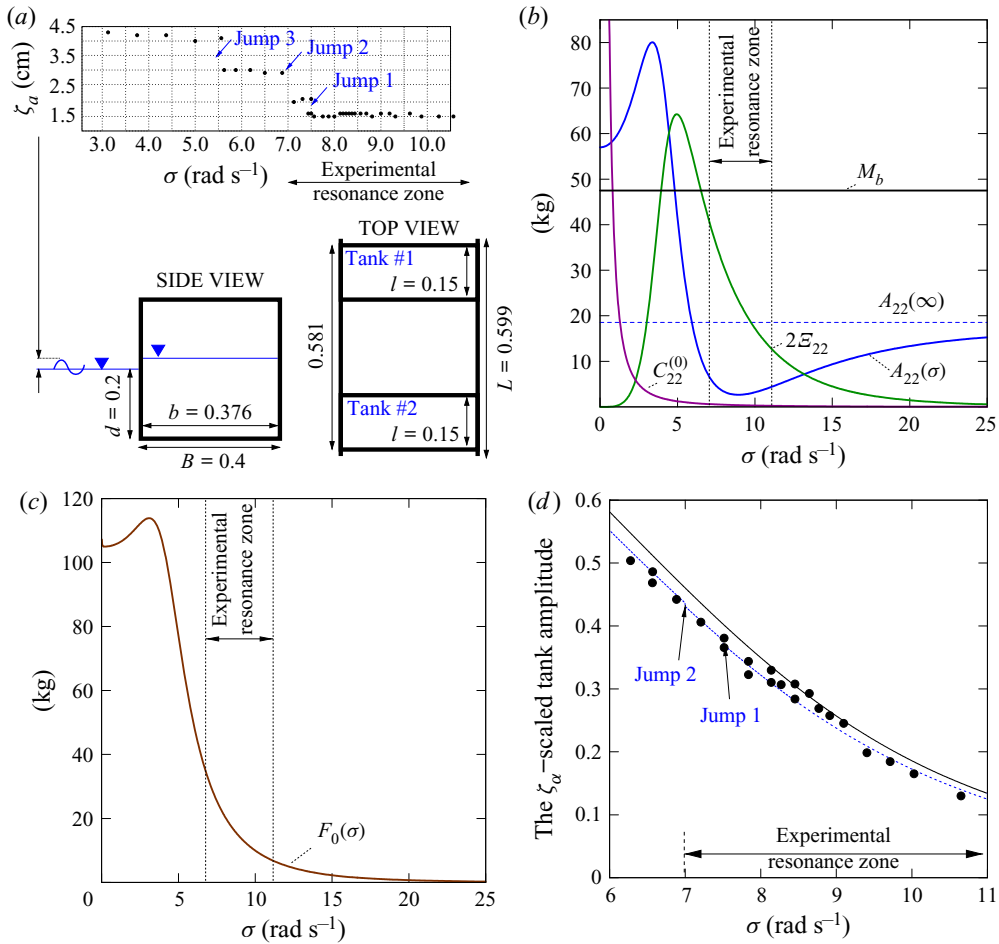 (a)
4.5
3.5
2.5
1.5
ζa (cm)
Jump 3
Jump 2
Jump 1
3.0 4.0 5.0 6.0 7.0 8.0 9.0 10.0
σ (rad s–1)
Experimental
resonance zone
SIDE VIEW
d = 0.2
b = 0.376
B = 0.4
TOP VIEW
Tank #1
l = 0.15
0.581
L = 0.599
Tank #2
l = 0.15
(b)
80
70
60
50
40
30
20
10
0
(kg)
Experimental
resonance zone
Mb
A22(∞)
2Ξ22
C22(0)
A22(σ)
0 5 10 15 20 25
σ (rad s–1)
(c)
120
100
80
60
40
20
0
(kg)
Experimental
resonance zone
F0(σ)
5 10 15 20 25
σ (rad s–1)
(d)
0.6
0.5
0.4
0.3
0.2
0.1
0
The ζα–scaled tank amplitude
Jump 2
Jump 1
Experimental
resonance zone
6 7 8 9 10 11
σ (rad s–1)